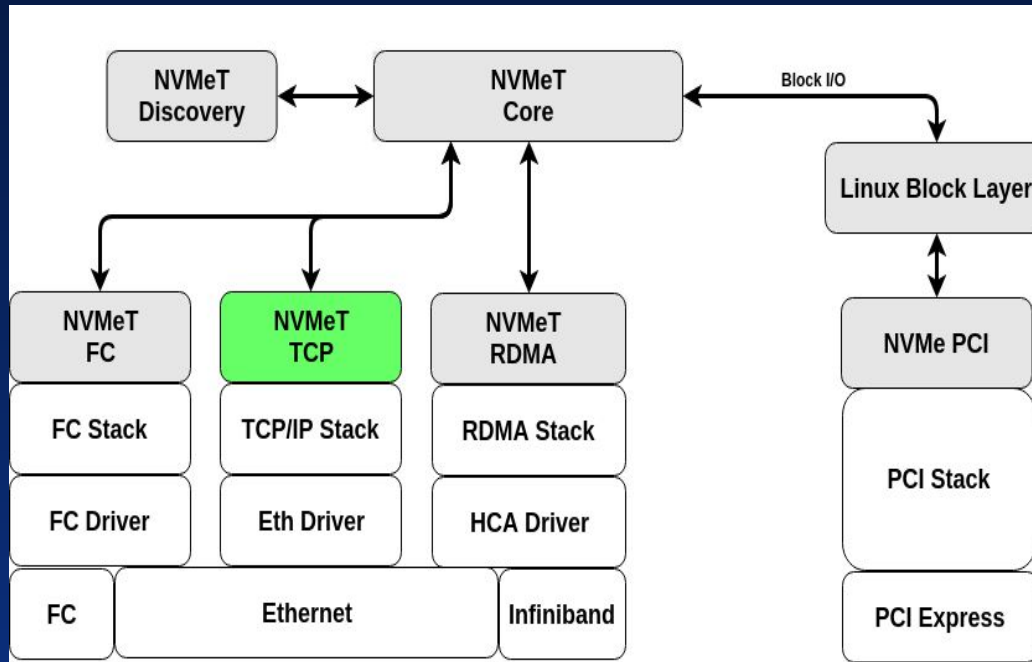 NVMeT
Discovery
NVMeT
Core
Block I/O
Linux Block Layer
NVMeT
FC
NVMeT
TCP
NVMeT
RDMA
NVMe PCI
FC Stack
TCP/IP Stack
RDMA Stack
PCI Stack
FC Driver
Eth Driver
HCA Driver
FC
Ethernet
Infiniband
PCI Express